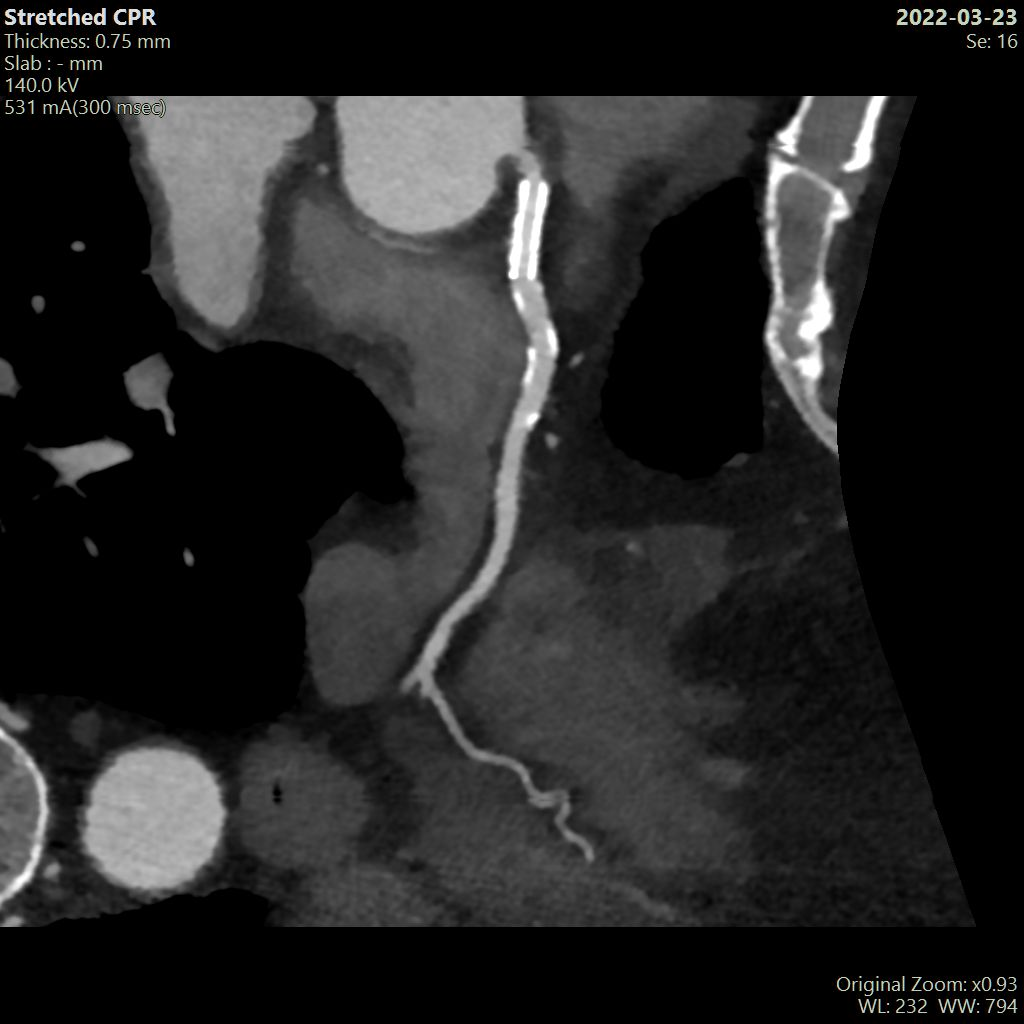 Stretched CPR
Thickness: 0.75 mm
Slab : - mm
140.0 kV
531 mA(300 msec)
2022-03-23
Se: 16
Original Zoom: x0.93
WL: 232 WW: 794